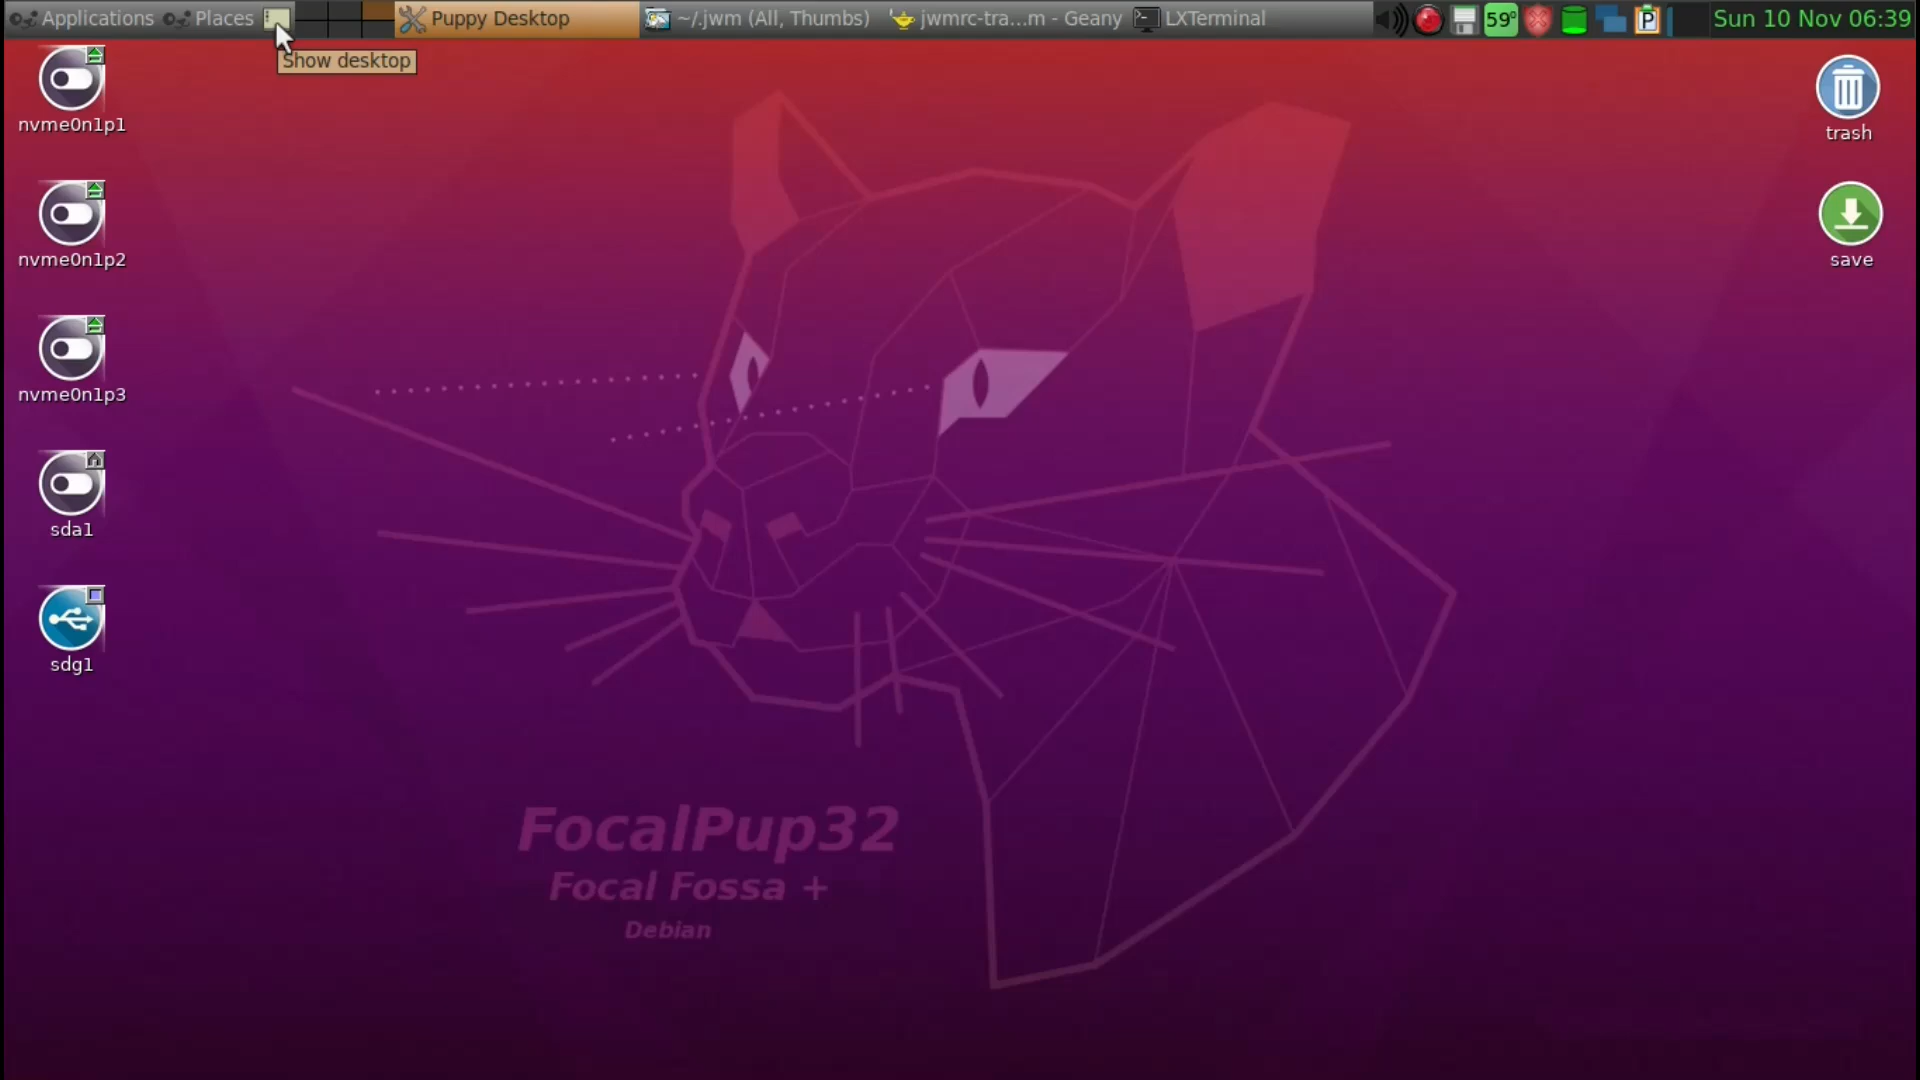 Applications Places Puppy Desktop ~/.jwm (All, Thumbs) jwmrc-tra...m - Geany LXTerminal 59° P Sun 10 Nov 06:39
Show desktop
nvme0n1p1
trash
nvme0n1p2
save
nvme0n1p3
sda1
sdg1
FocalPup32
Focal Fossa +
Debian